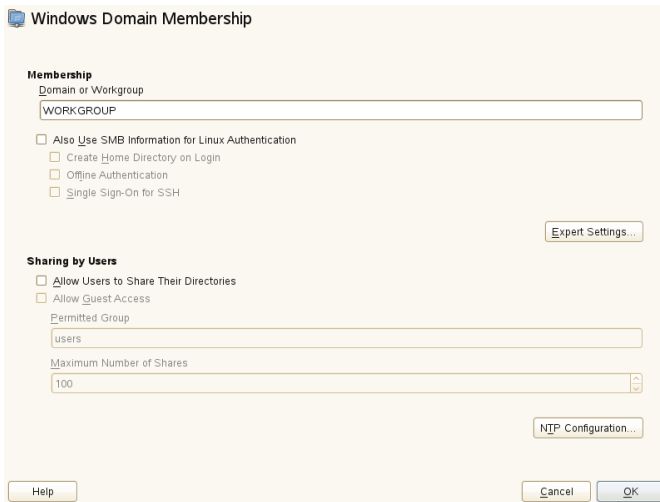 Windows Domain Membership
Membership
Domain or Workgroup
WORKGROUP
Also Use SMB Information for Linux Authentication
Create Home Directory on Login
Offline Authentication
Single Sign-On for SSH
Expert Settings...
Sharing by Users
Allow Users to Share Their Directories
Allow Guest Access
Permitted Group
users
Maximum Number of Shares
100
NTP Configuration...
Help
Cancel
OK